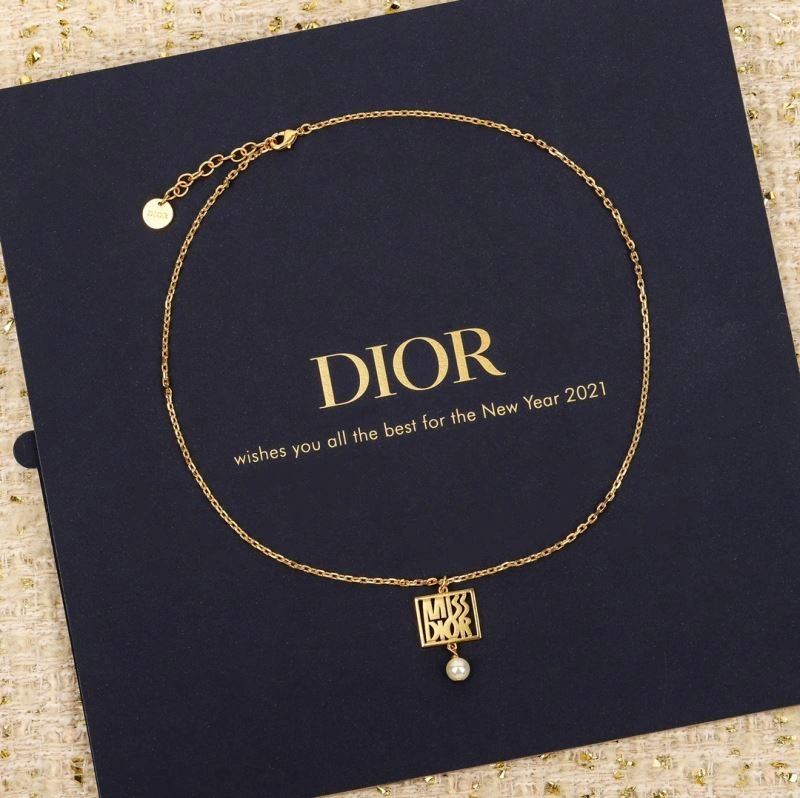 DIOR
DIOR
wishes you all the best for the New Year 2021
MISS
DIOR